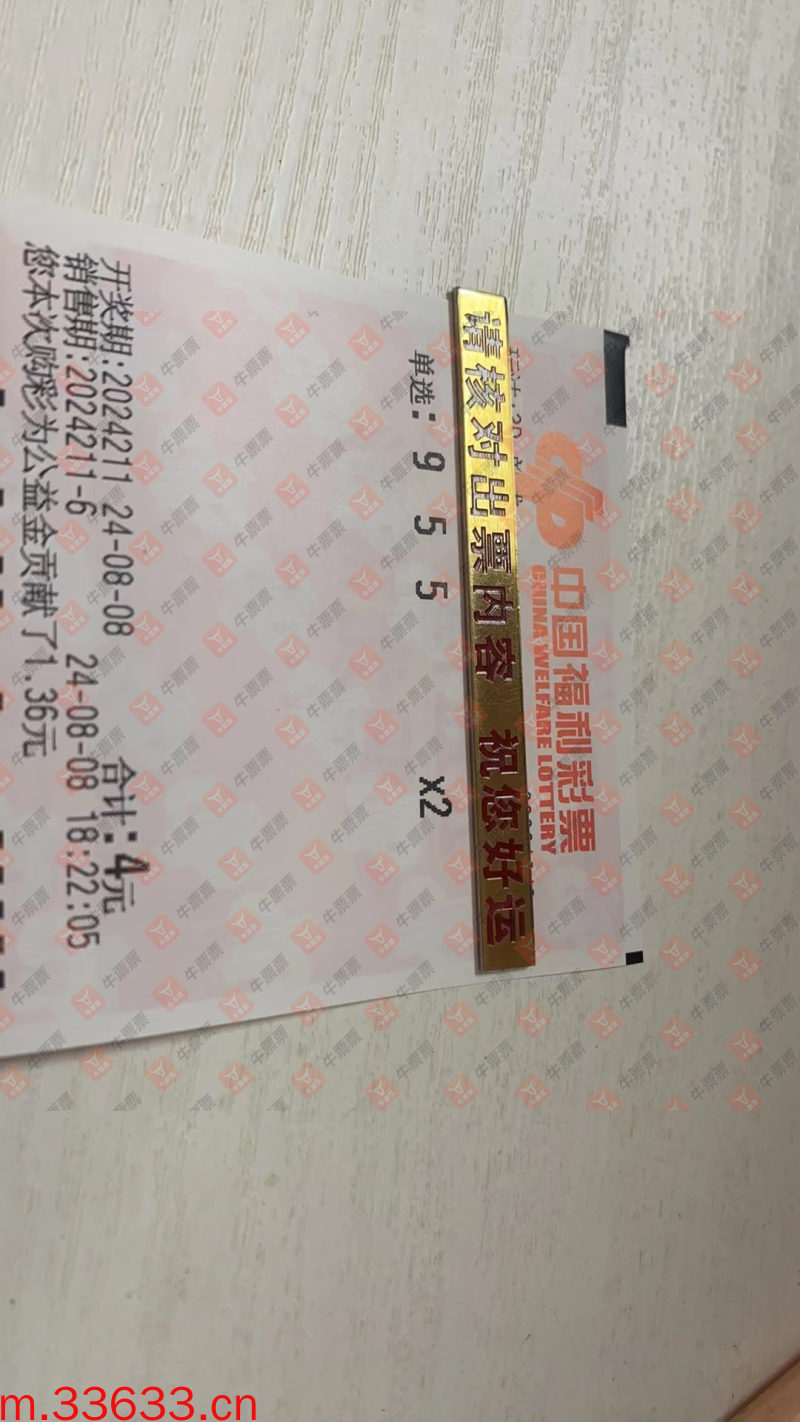 中国福利彩票
CHINA WELFARE LOTTERY
请核对出票内容 祝您好运
单选: 9 5 5 x2
开奖期:2024211 24-08-08 合计:4元
销售期:2024211-6 24-08-08 18:22:05
您本次购彩为公益金贡献了1.36元
牛票票
m.33633.cn